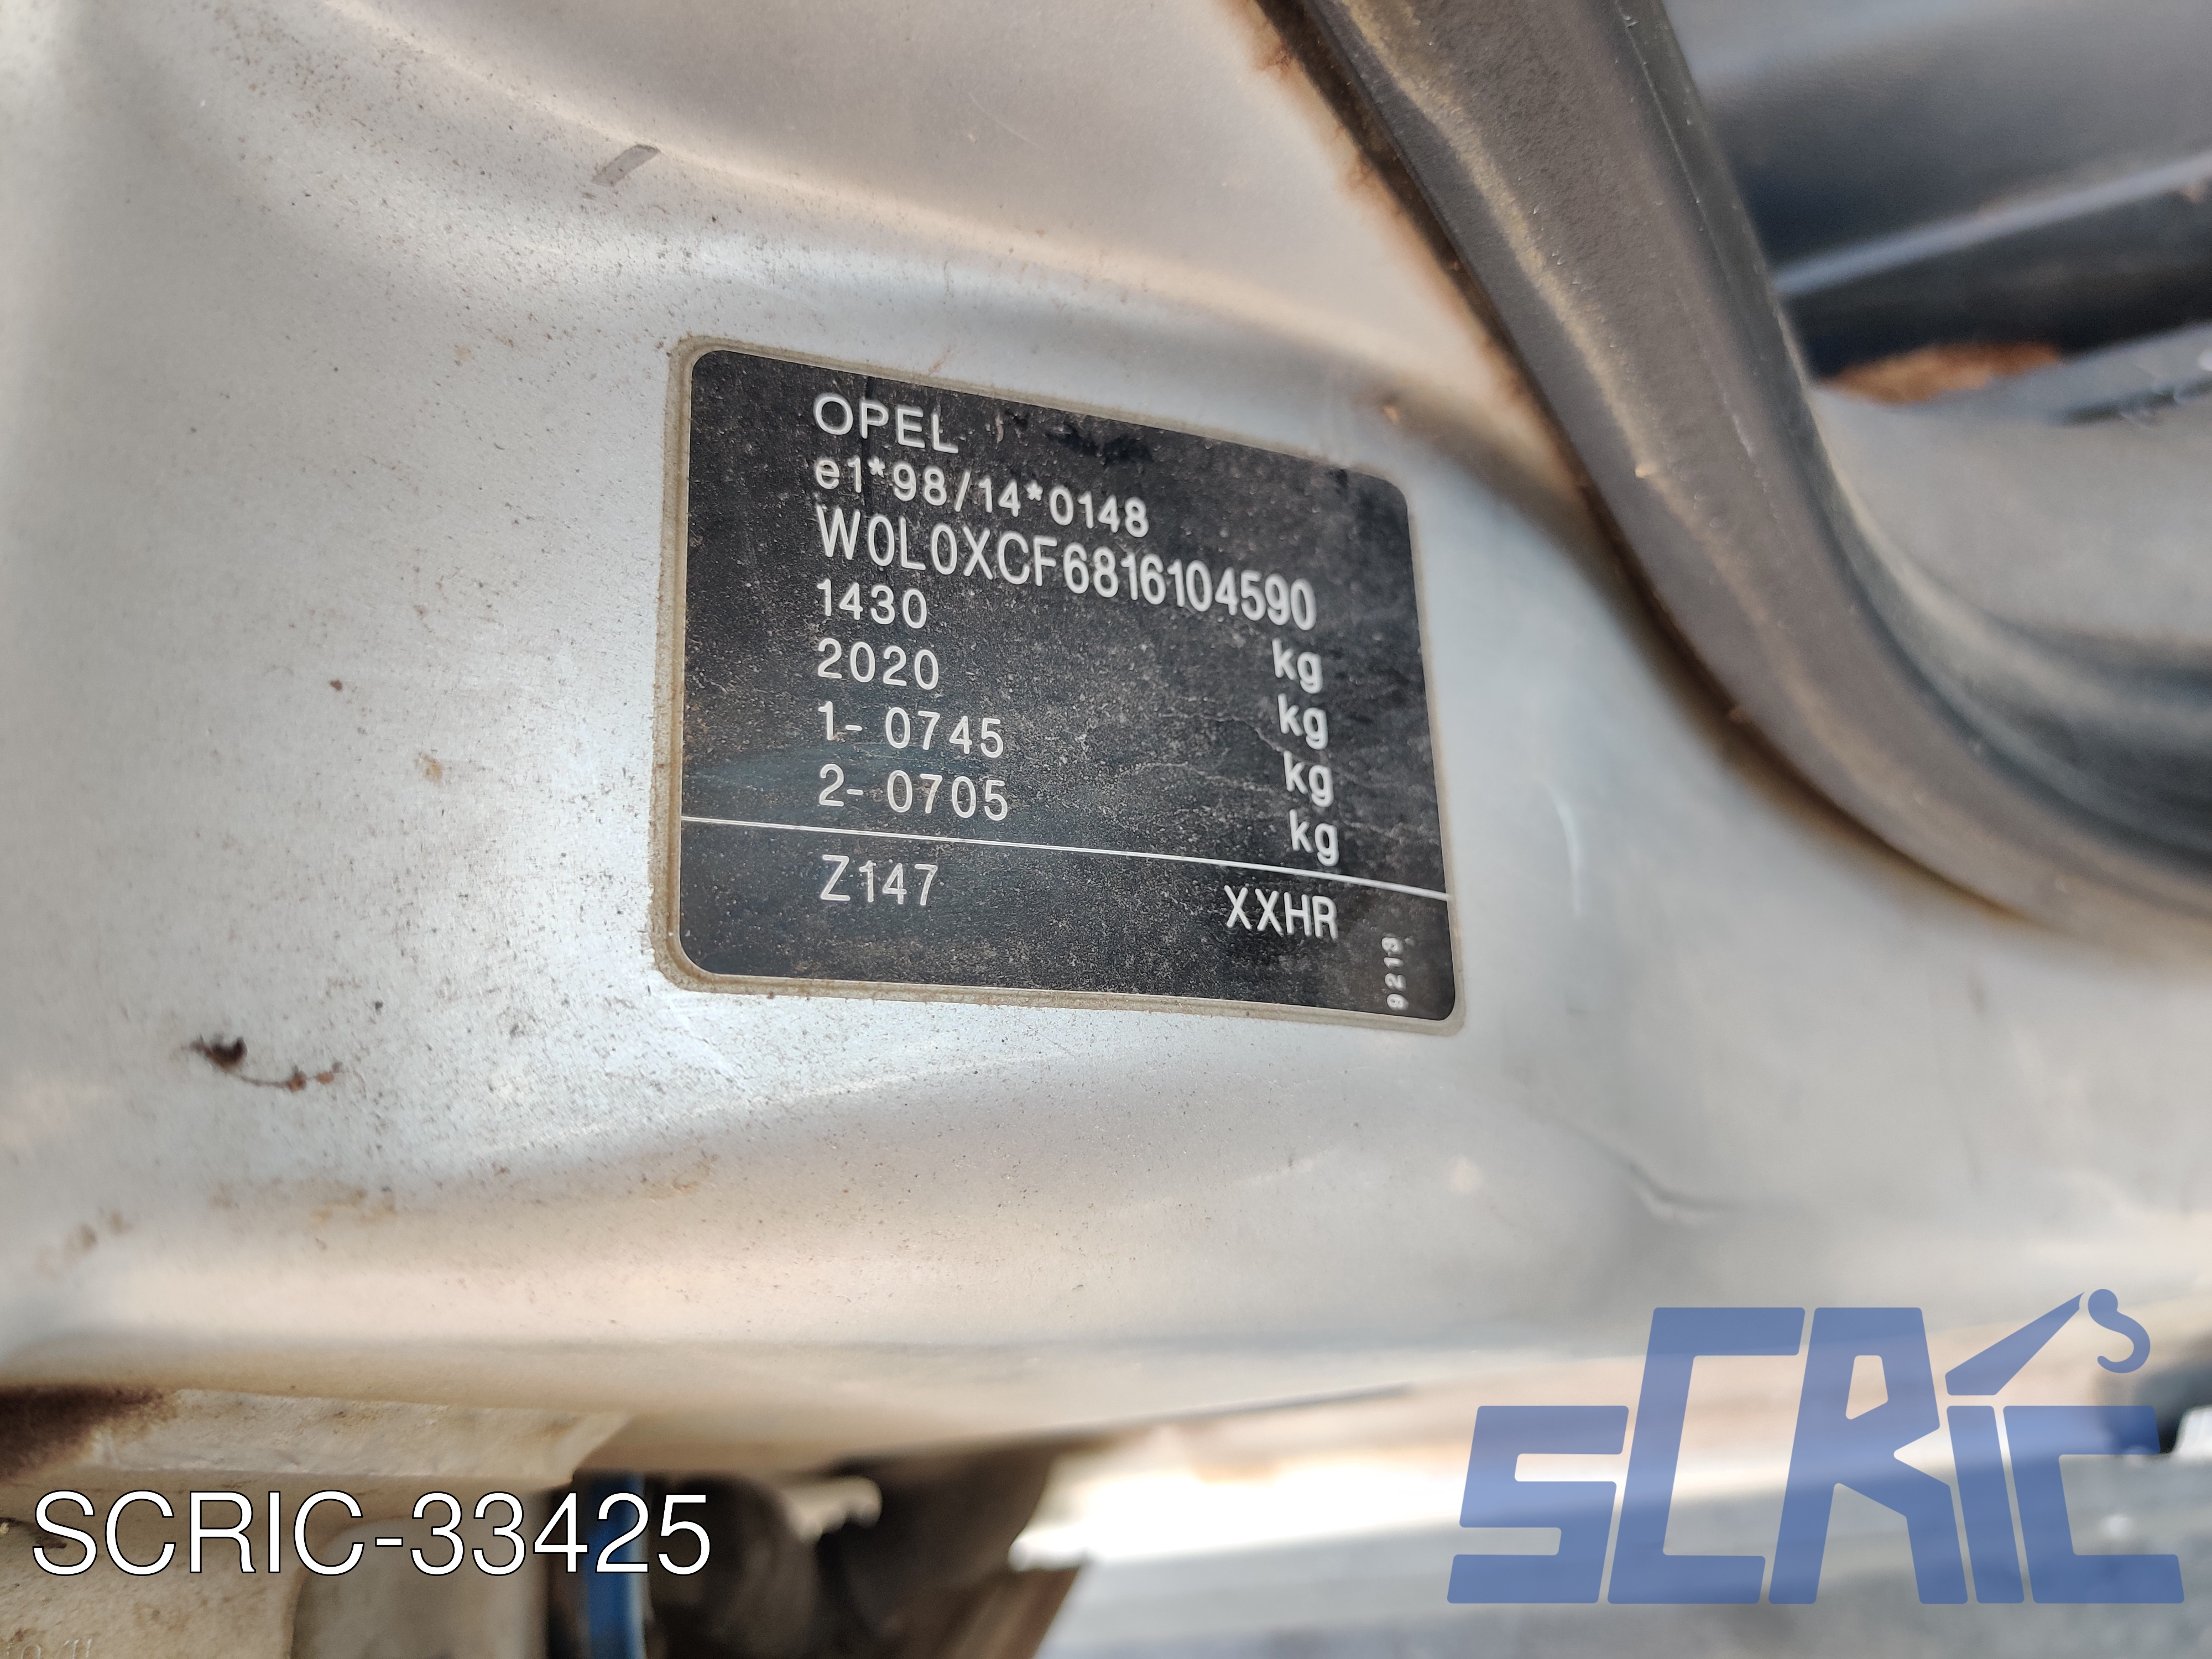 OPEL
e1*98/14*0148
W0L0XCF6816104590
1430 kg
2020 kg
1- 0745 kg
2- 0705 kg
Z147 XXHR
9213
SCRIC-33425
SCRIC